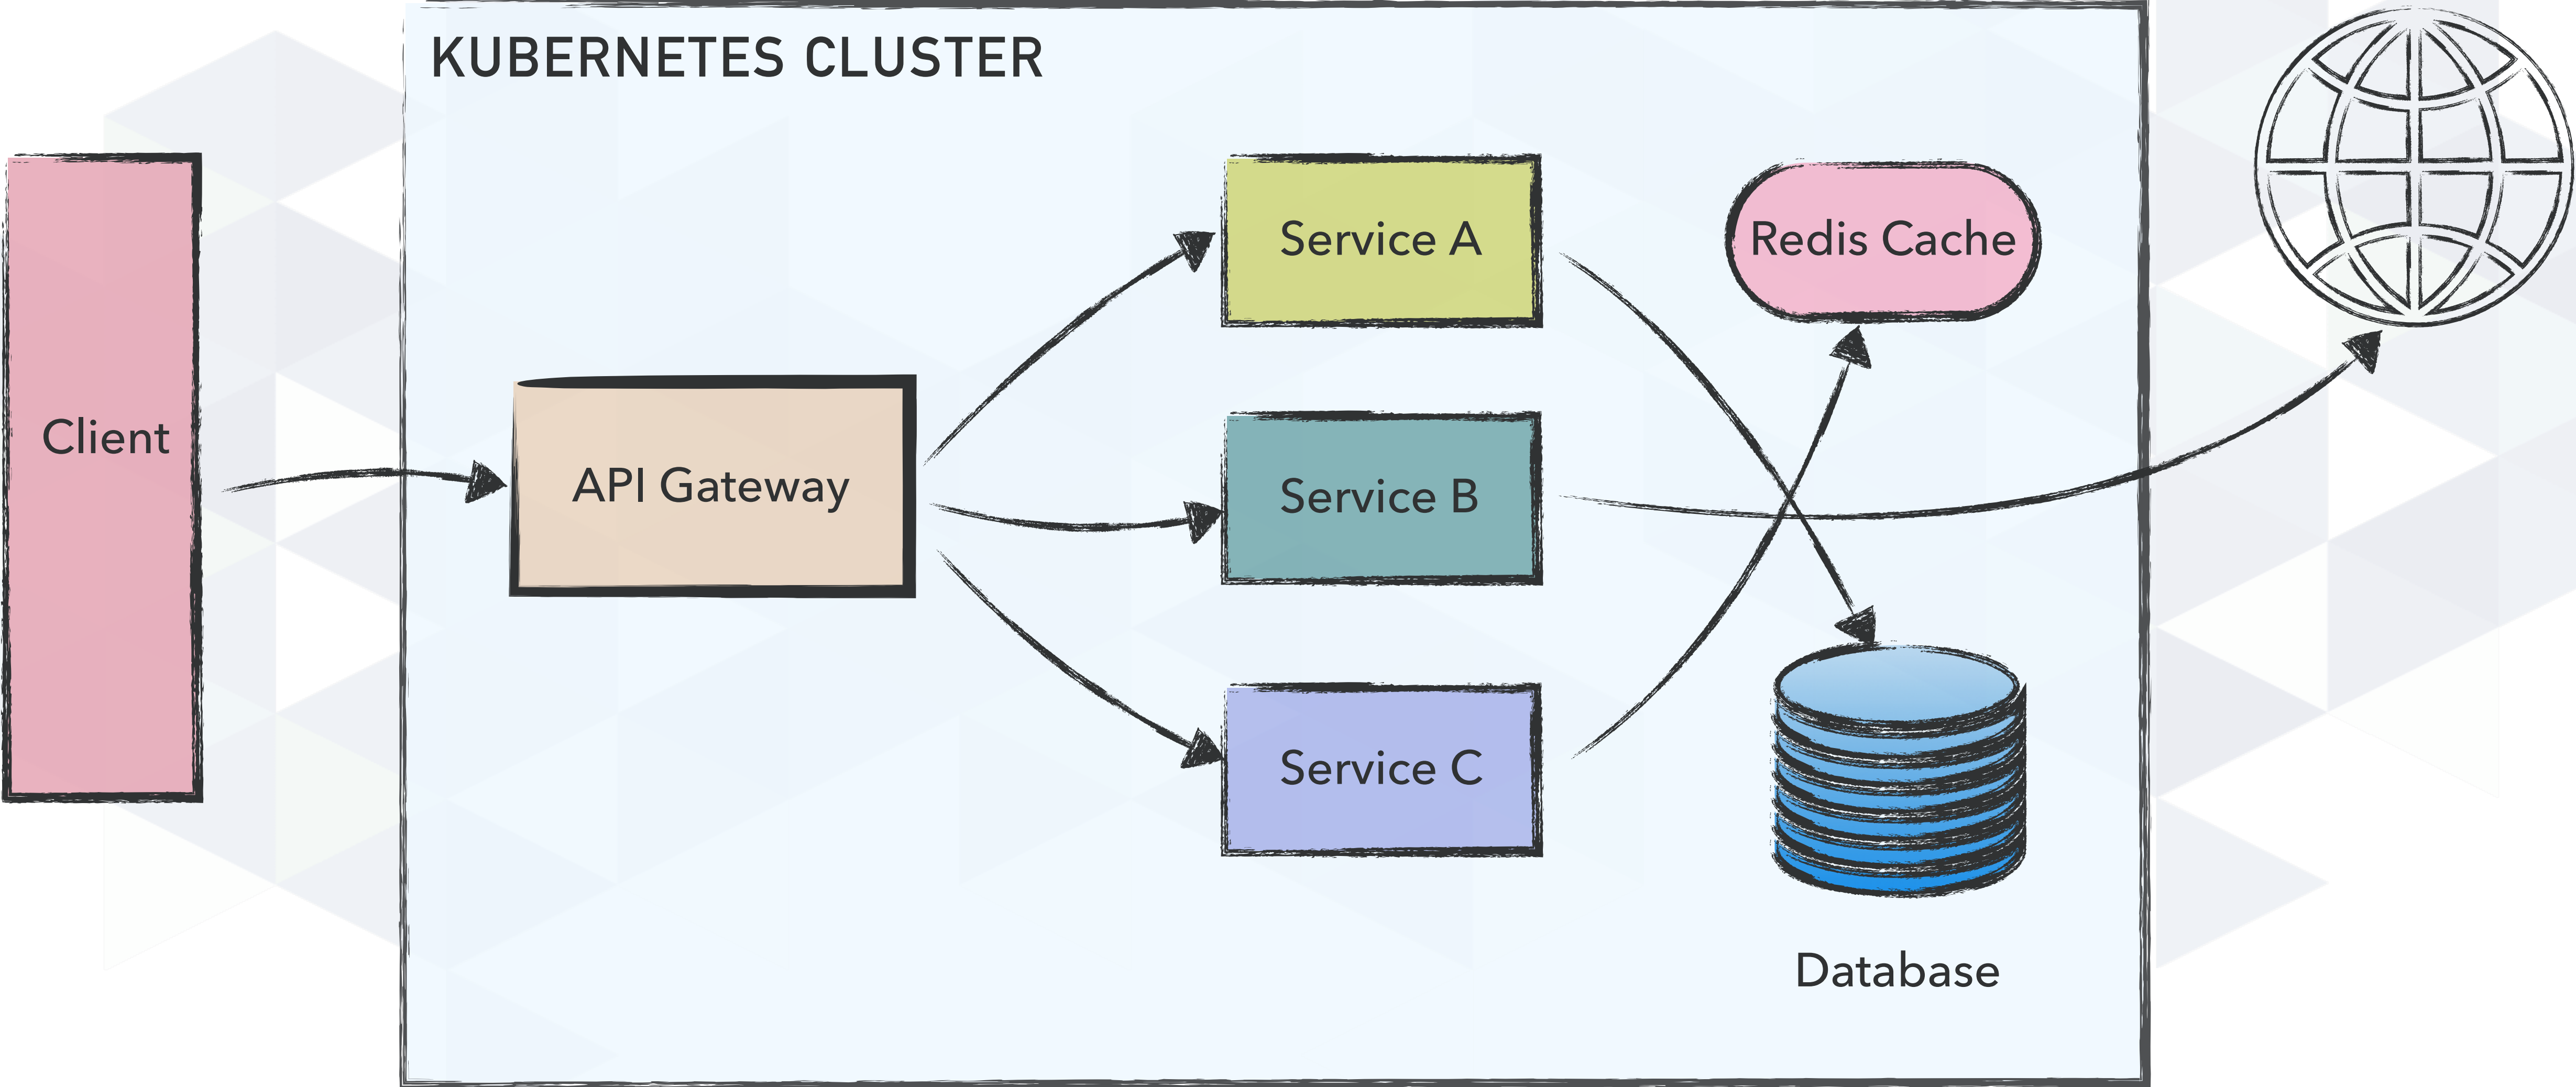 KUBERNETES CLUSTER
Client
API Gateway
Service A
Service B
Service C
Redis Cache
Database